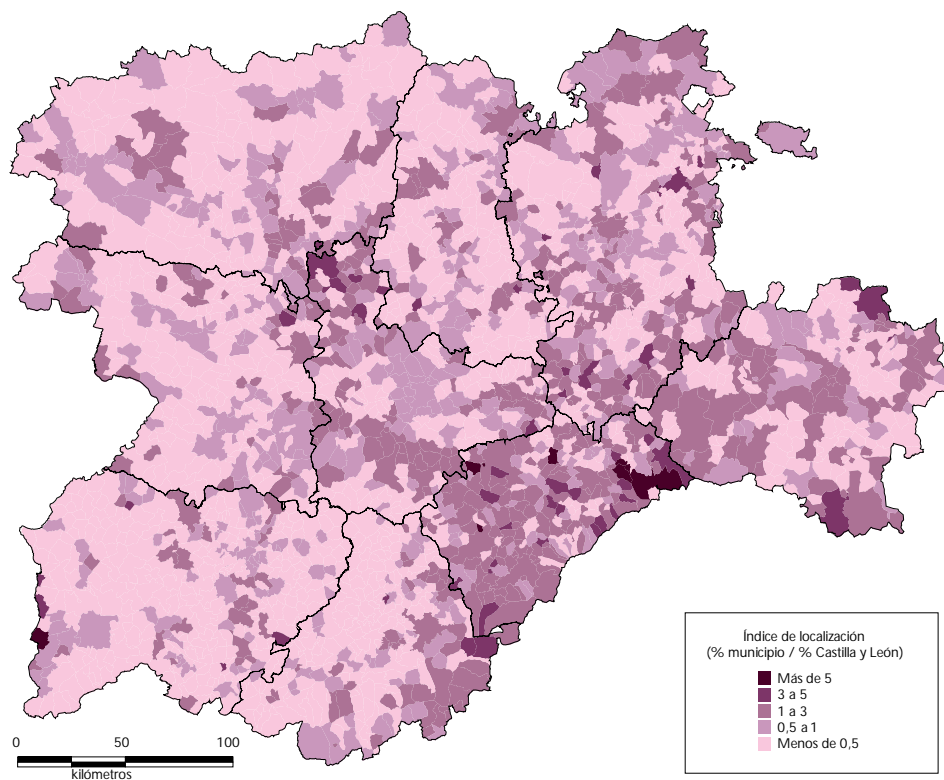 Índice de localización
(% municipio / % Castilla y León)
Más de 5
3 a 5
1 a 3
0,5 a 1
Menos de 0,5
0 50 100
kilómetros